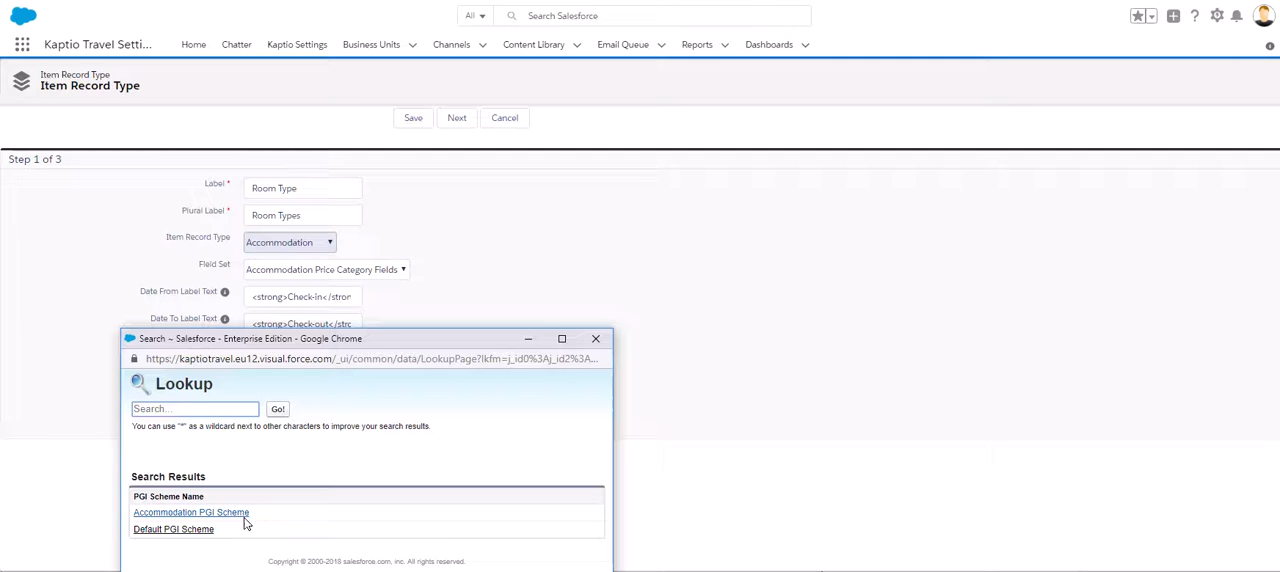 All
Search Salesforce
Kaptio Travel Setti... Home Chatter Kaptio Settings Business Units Channels Content Library Email Queue Reports Dashboards
Item Record Type
Item Record Type
Save Next Cancel
Step 1 of 3
Label * Room Type
Plural Label * Room Types
Item Record Type Accommodation
Field Set Accommodation Price Category Fields
Date From Label Text <strong>Check-in</stron
Date To Label Text <strong>Check-out</stro
Search ~ Salesforce - Enterprise Edition - Google Chrome
https://kaptiotravel.eu12.visual.force.com/_ui/common/data/LookupPage?lkfm=j_id0%3Aj_id2%3A...
Lookup
Search... Go!
You can use "*" as a wildcard next to other characters to improve your search results.
Search Results
PGI Scheme Name
Accommodation PGI Scheme
Default PGI Scheme
Copyright © 2000-2018 salesforce.com, inc. All rights reserved.